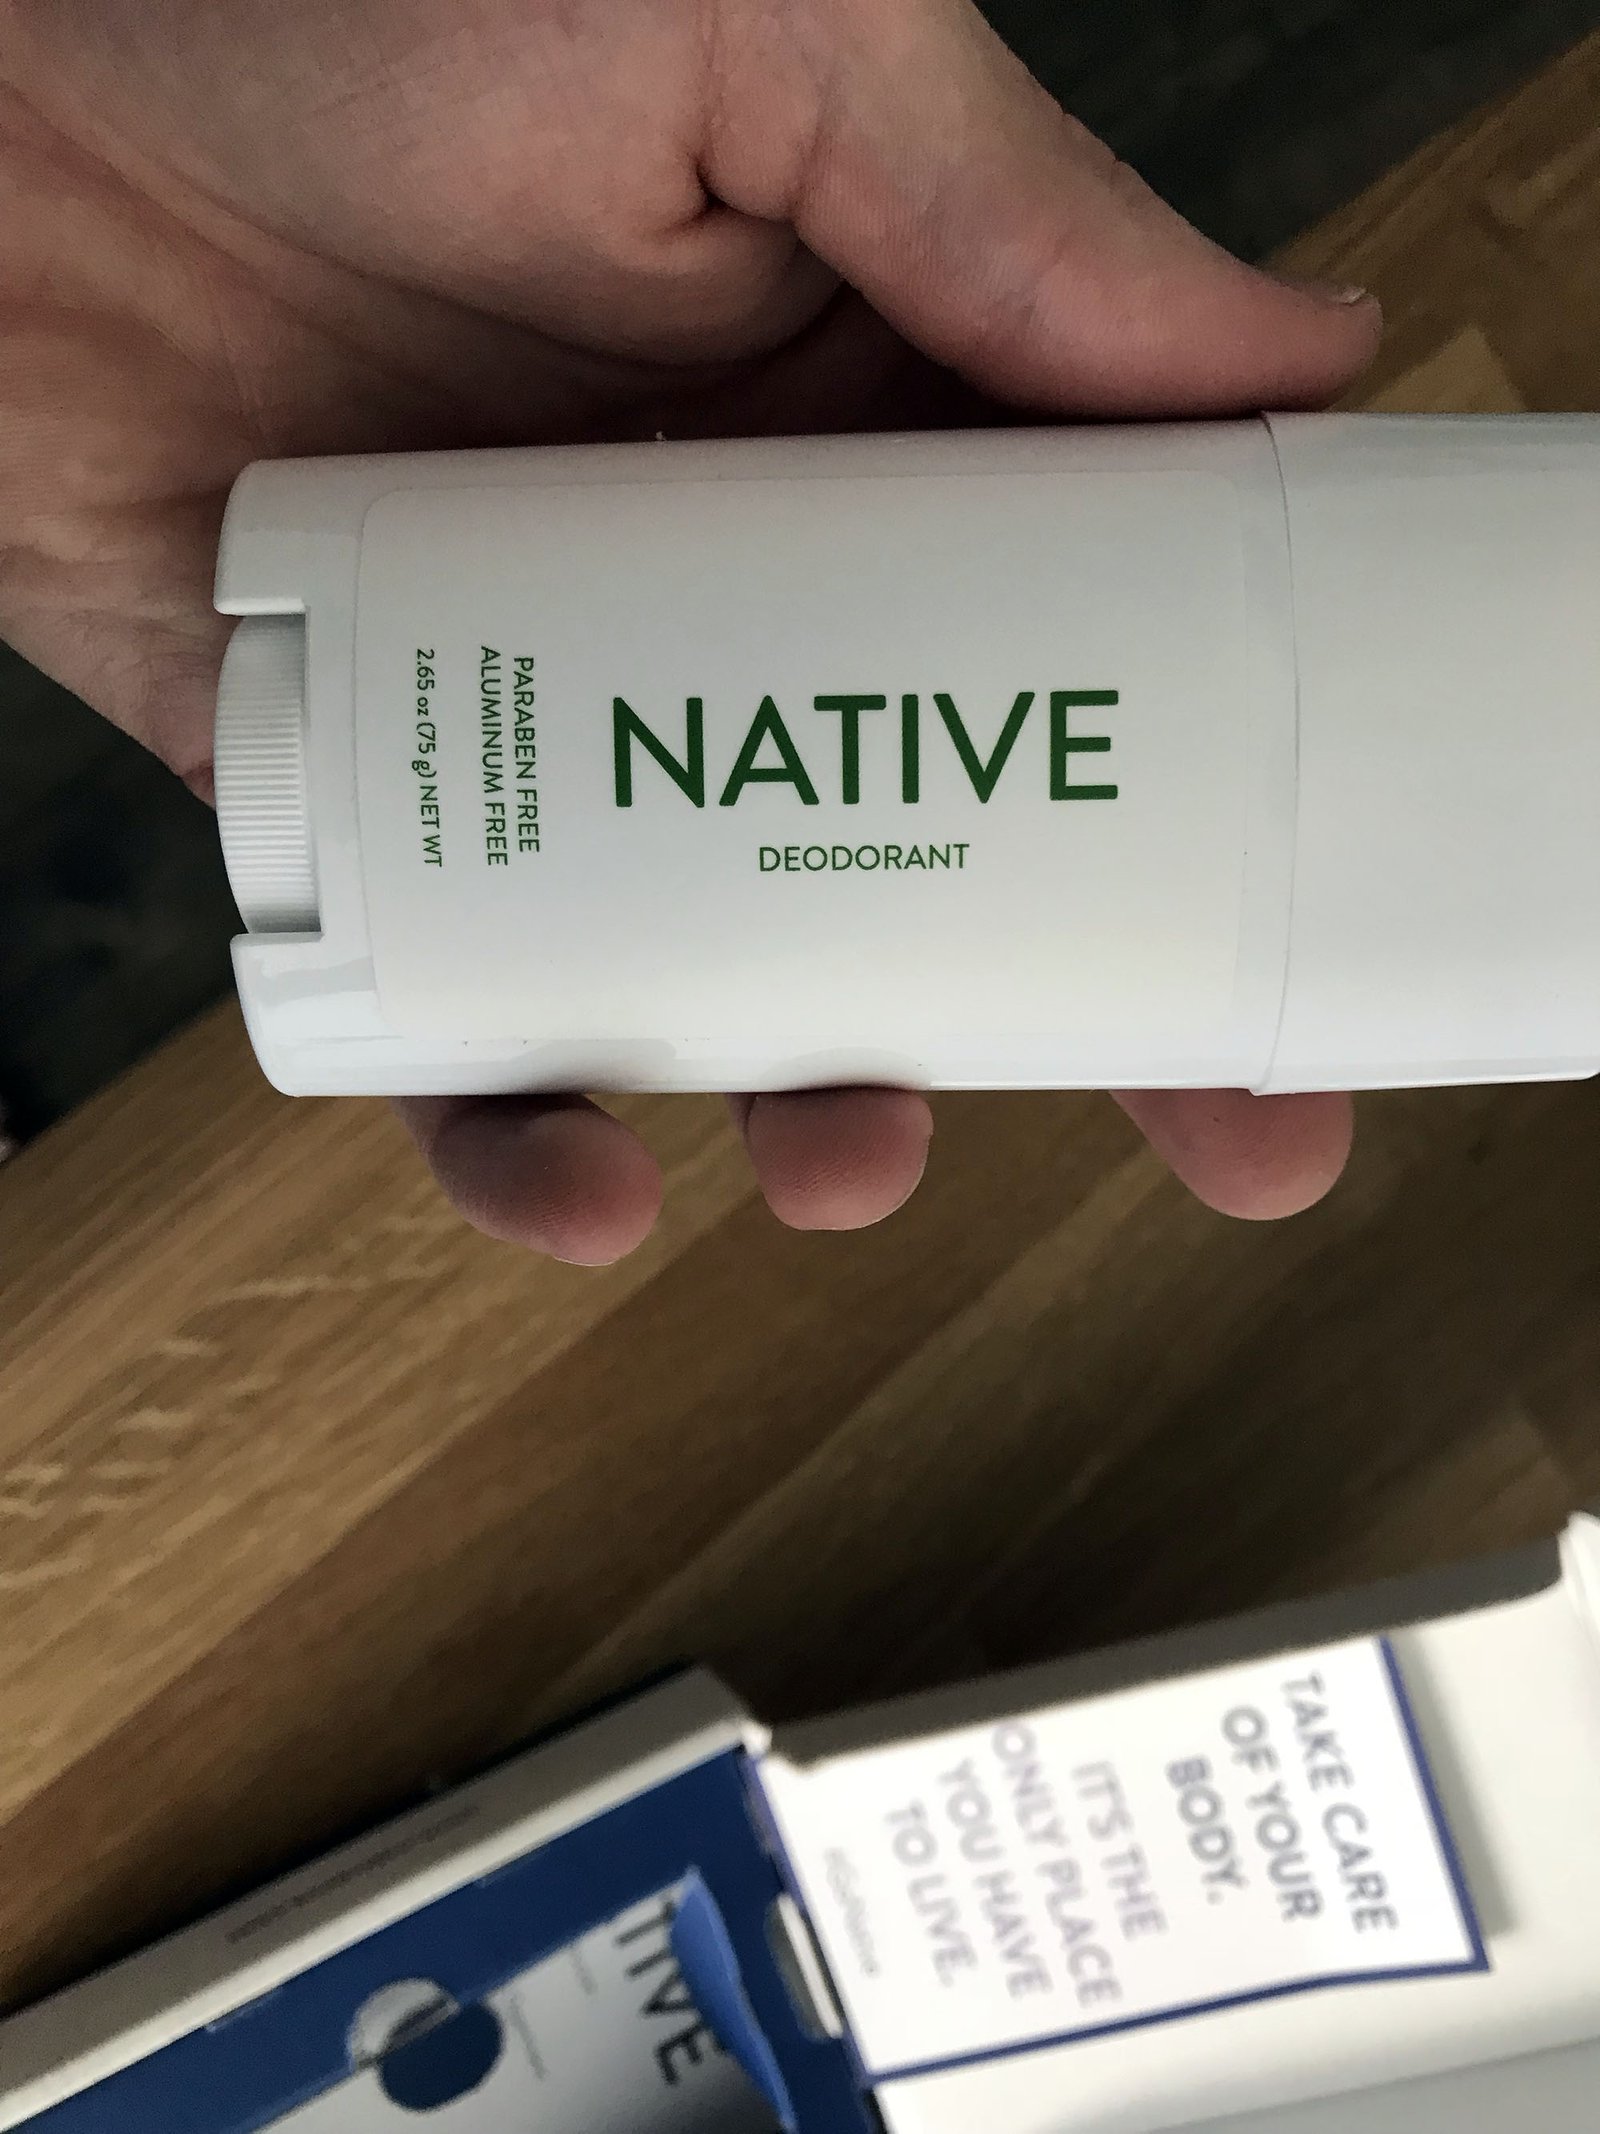 NATIVE
DEODORANT
PARABEN FREE
ALUMINUM FREE
2.65 oz (75 g) NET WT
TAKE CARE
OF YOUR
BODY.
IT'S THE
ONLY PLACE
YOU HAVE
TO LIVE.
TIVE